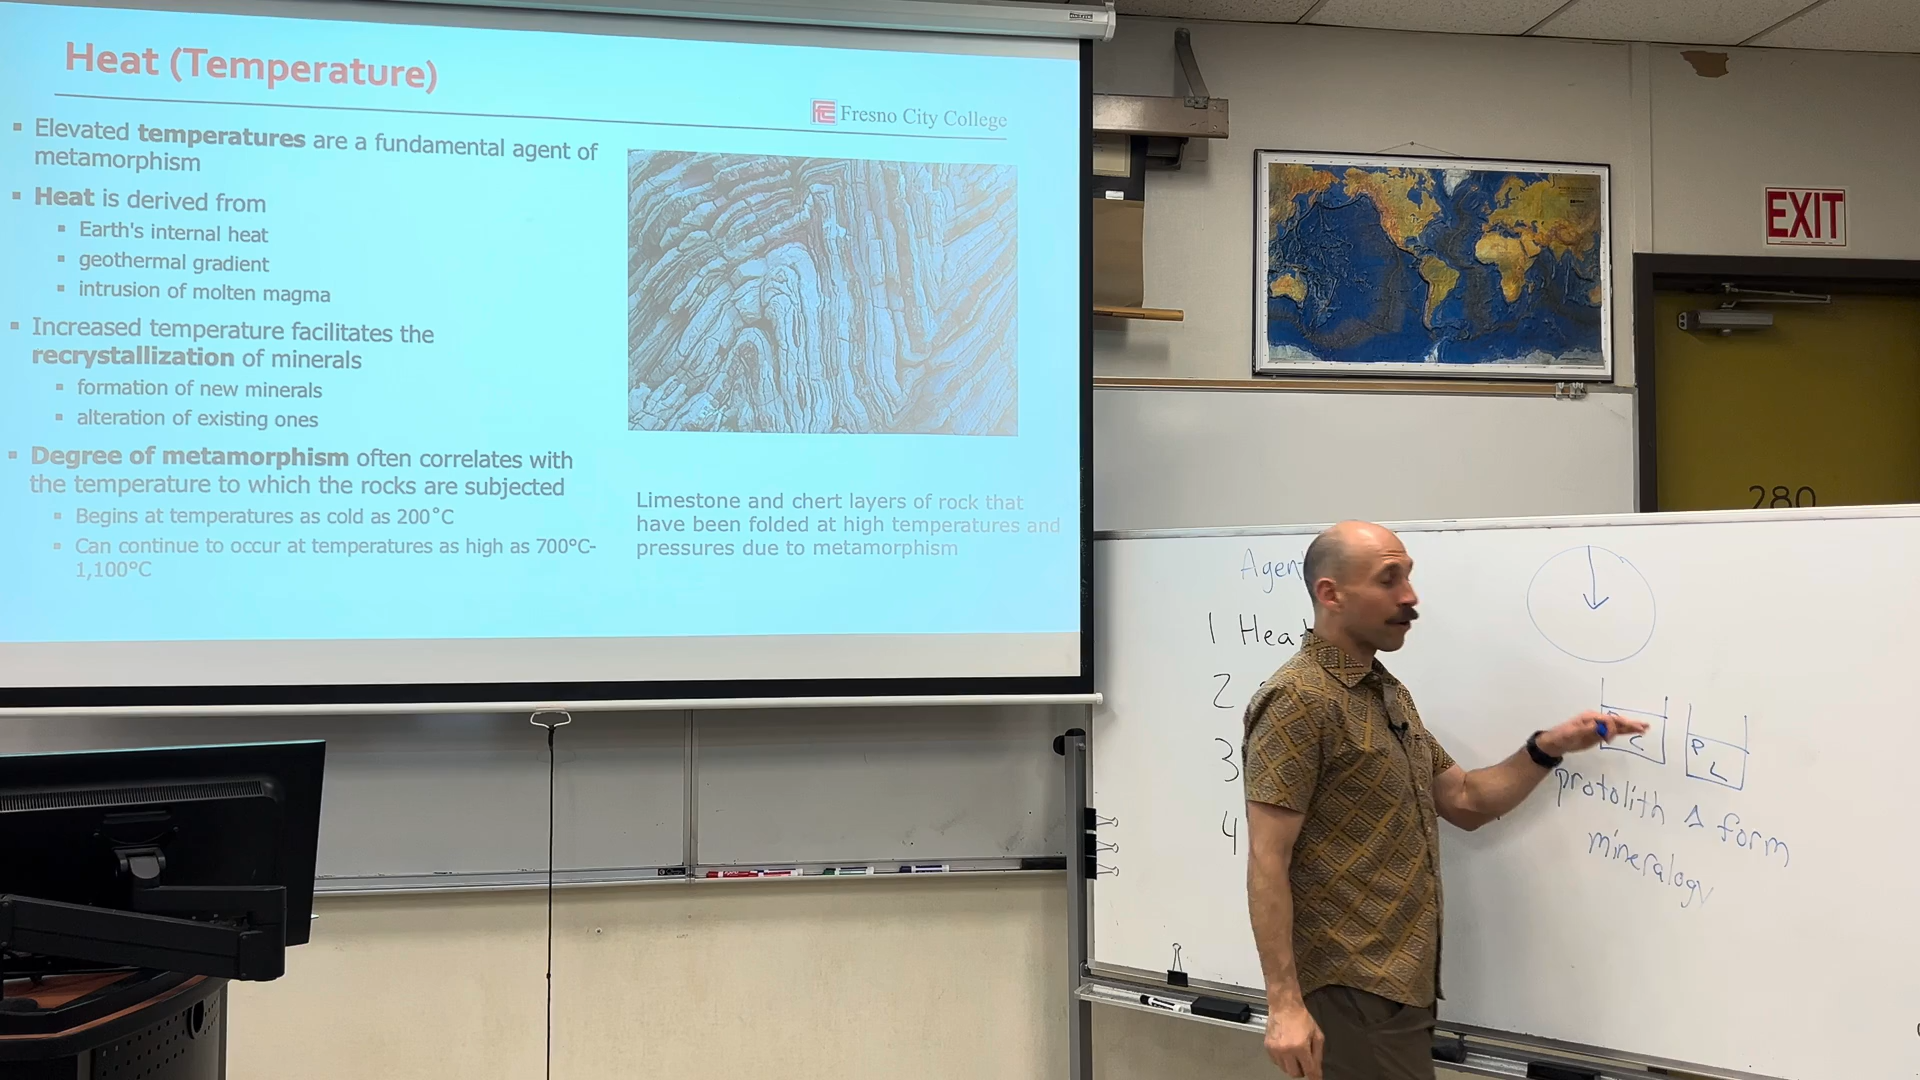 Heat (Temperature)
Fresno City College
▪ Elevated temperatures are a fundamental agent of
metamorphism
▪ Heat is derived from
▪ Earth's internal heat
▪ geothermal gradient
▪ intrusion of molten magma
▪ Increased temperature facilitates the
recrystallization of minerals
▪ formation of new minerals
▪ alteration of existing ones
▪ Degree of metamorphism often correlates with
the temperature to which the rocks are subjected
▪ Begins at temperatures as cold as 200°C
▪ Can continue to occur at temperatures as high as 700°C-
1,100°C
Limestone and chert layers of rock that
have been folded at high temperatures and
pressures due to metamorphism
EXIT
280
Agent
1 Heat
2
3
4
C
P
L
protolith Δ form
mineralogy